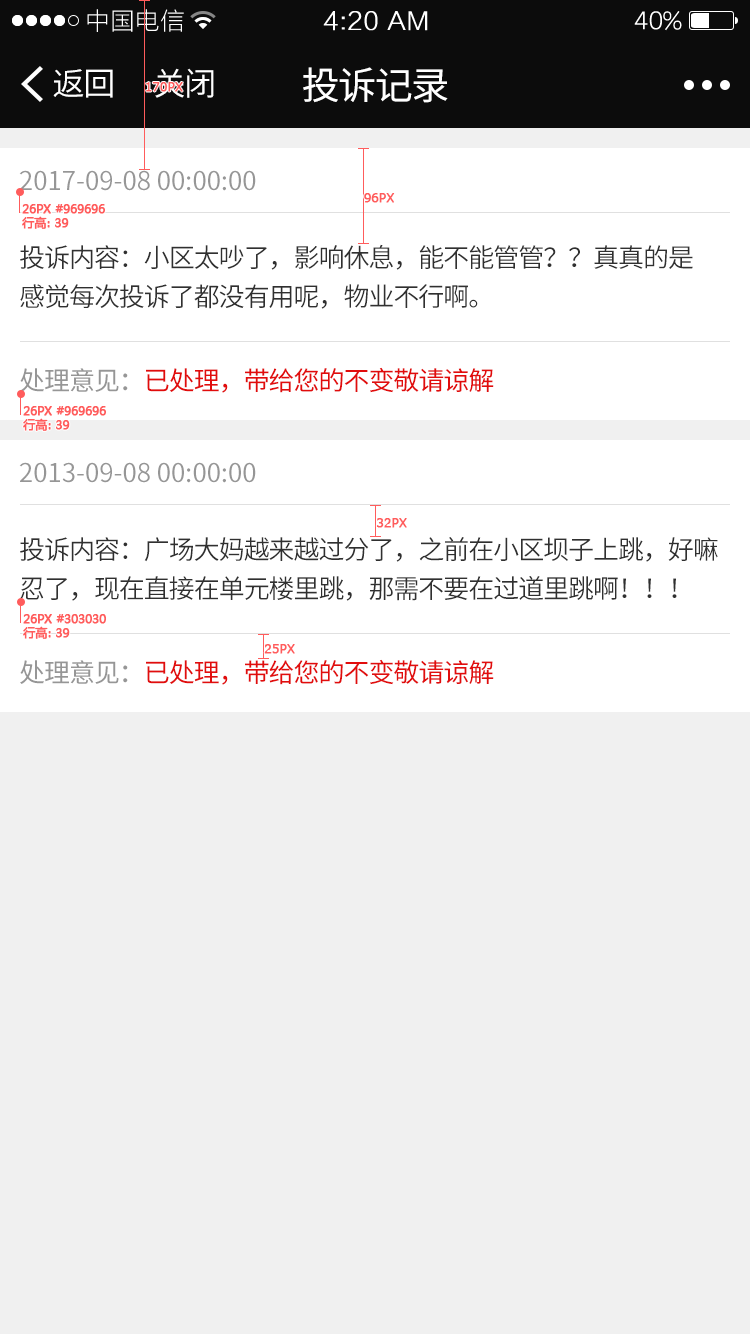 中国电信 4:20 AM 40%
返回 关闭 投诉记录
170PX
2017-09-08 00:00:00
96PX
26PX #969696
行高: 39
投诉内容：小区太吵了，影响休息，能不能管管？？真真的是
感觉每次投诉了都没有用呢，物业不行啊。
处理意见：已处理，带给您的不变敬请谅解
26PX #969696
行高: 39
2013-09-08 00:00:00
32PX
投诉内容：广场大妈越来越过分了，之前在小区坝子上跳，好嘛
忍了，现在直接在单元楼里跳，那需不要在过道里跳啊！！！
26PX #303030
行高: 39
25PX
处理意见：已处理，带给您的不变敬请谅解